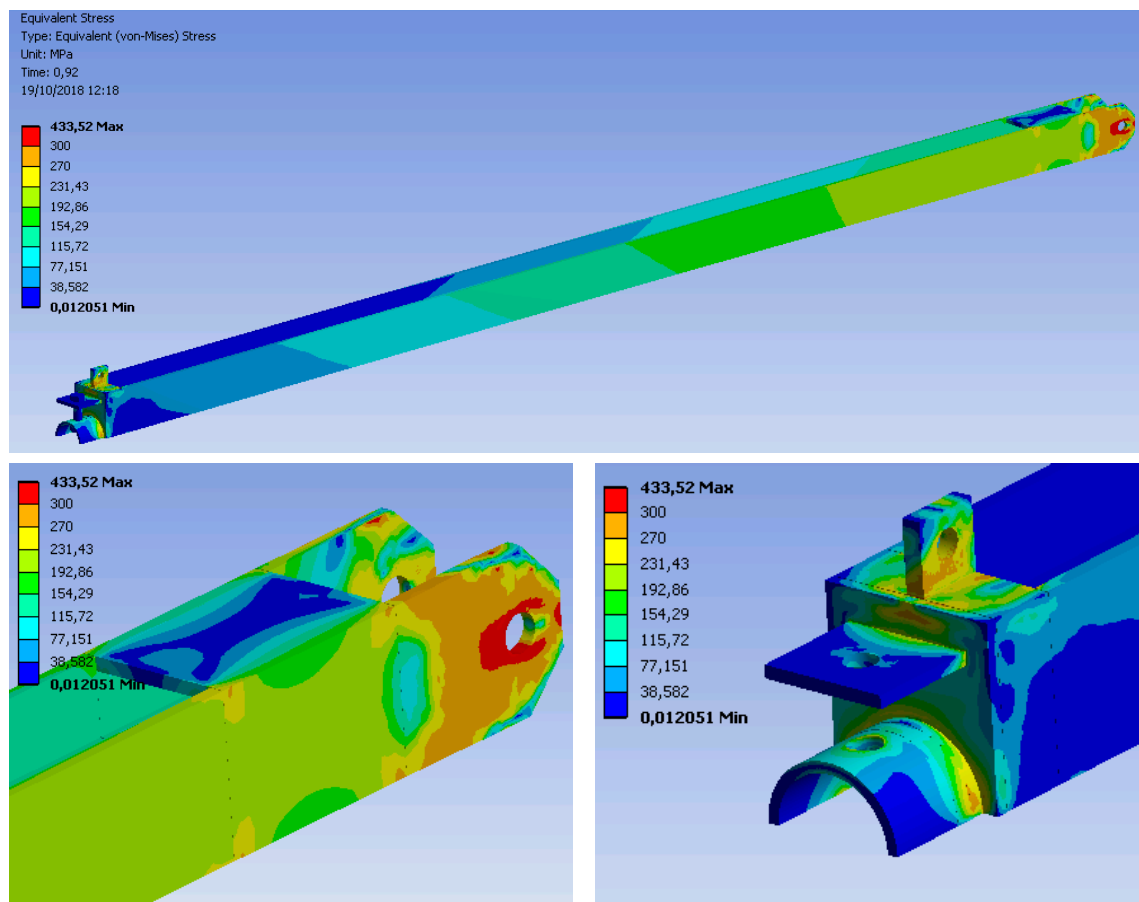 Equivalent Stress
Type: Equivalent (von-Mises) Stress
Unit: MPa
Time: 0,92
19/10/2018 12:18
433,52 Max
300
270
231,43
192,86
154,29
115,72
77,151
38,582
0,012051 Min
433,52 Max
300
270
231,43
192,86
154,29
115,72
77,151
38,582
0,012051 Min
433,52 Max
300
270
231,43
192,86
154,29
115,72
77,151
38,582
0,012051 Min